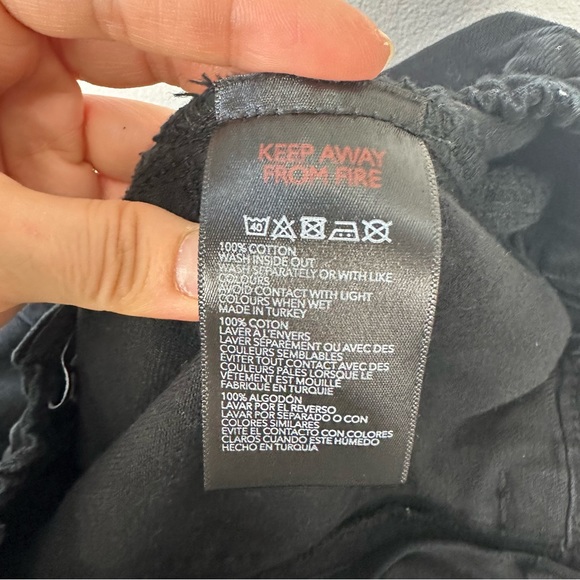 KEEP AWAY
FROM FIRE
40
100% COTTON
WASH INSIDE OUT
WASH SEPARATELY OR WITH LIKE
COLOURS
AVOID CONTACT WITH LIGHT
COLOURS WHEN WET
MADE IN TURKEY
100% COTON
LAVER À L'ENVERS
LAVER SÉPARÉMENT OU AVEC DES
COULEURS SEMBLABLES
ÉVITER TOUT CONTACT AVEC DES
COULEURS PALES LORSQUE LE
VÊTEMENT EST MOUILLÉ
FABRIQUÉ EN TURQUIE
100% ALGODÓN
LAVAR POR EL REVERSO
LAVAR POR SEPARADO O CON
COLORES SIMILARES
EVITE EL CONTACTO CON COLORES
CLAROS CUANDO ESTE HÚMEDO
HECHO EN TURQUÍA